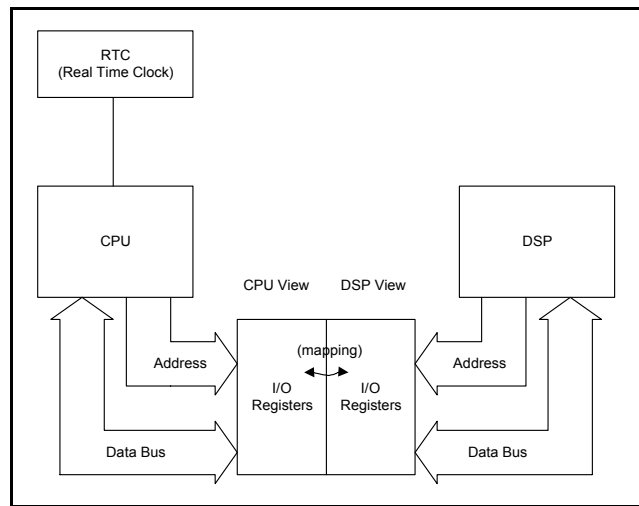 RTC
(Real Time Clock)
CPU
DSP
CPU View
DSP View
(mapping)
Address
Address
I/O
Registers
I/O
Registers
Data Bus
Data Bus